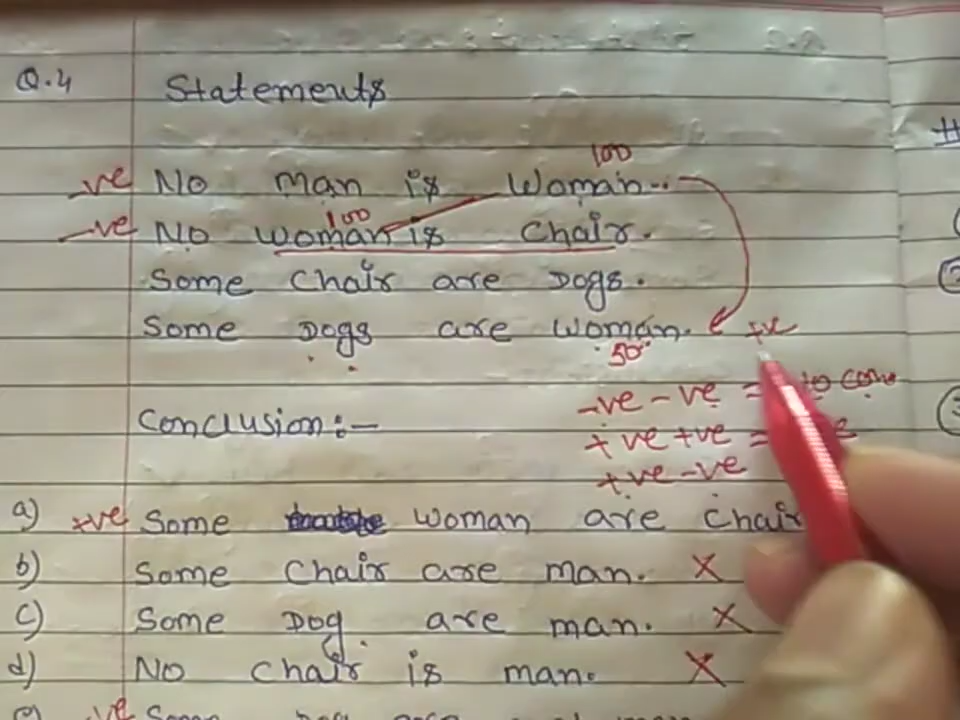 Q.4 Statements
100
-ve No man is Woman.
100
-ve No Woman is Chair.
Some Chair are Dogs.
Some Dogs are Woman. +ve
50
-ve -ve = to con
Conclusion:-
+ve +ve =
+ve -ve
a) +ve Some Woman are Chair
b) Some Chair are man. X
c) Some Dog are man. X
d) No Chair is man. X